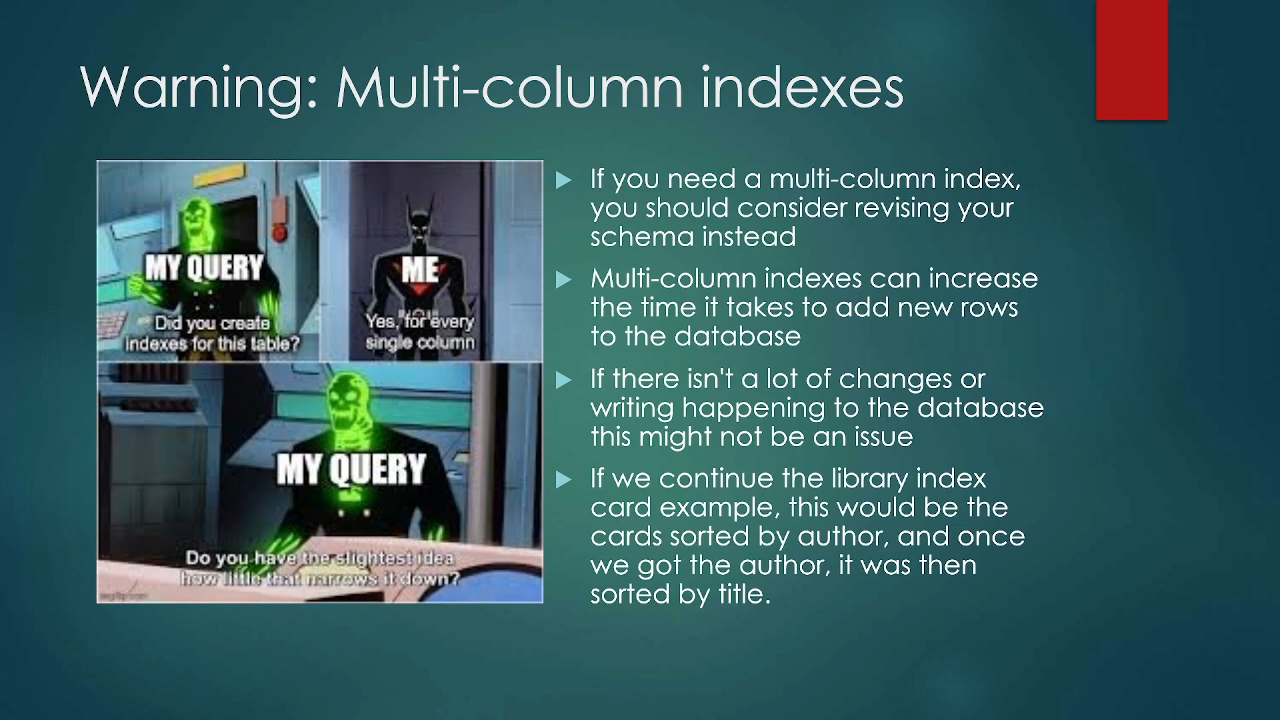 Warning: Multi-column indexes
MY QUERY
Did you create
indexes for this table?
ME
Yes, for every
single column
MY QUERY
Do you have the slightest idea
how little that narrows it down?
imgflip.com
If you need a multi-column index,
you should consider revising your
schema instead
Multi-column indexes can increase
the time it takes to add new rows
to the database
If there isn't a lot of changes or
writing happening to the database
this might not be an issue
If we continue the library index
card example, this would be the
cards sorted by author, and once
we got the author, it was then
sorted by title.